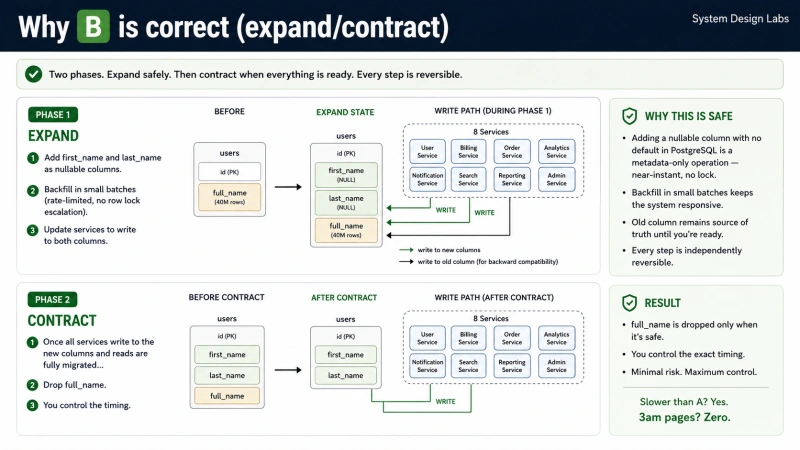 Why B is correct (expand/contract)
System Design Labs
Two phases. Expand safely. Then contract when everything is ready. Every step is reversible.
PHASE 1
EXPAND
1 Add first_name and last_name
as nullable columns.
2 Backfill in small batches
(rate-limited, no row lock
escalation).
3 Update services to write
to both columns.
BEFORE
users
id (PK)
full_name
(40M rows)
EXPAND STATE
users
id (PK)
first_name
(NULL)
last_name
(NULL)
full_name
(40M rows)
WRITE PATH (DURING PHASE 1)
8 Services
User
Service
Billing
Service
Order
Service
Analytics
Service
Notification
Service
Search
Service
Reporting
Service
Admin
Service
WRITE
WRITE
write to new columns
write to old column (for backward compatibility)
WHY THIS IS SAFE
• Adding a nullable column with no
default in PostgreSQL is a
metadata-only operation —
near-instant, no lock.
• Backfill in small batches keeps
the system responsive.
• Old column remains source of
truth until you're ready.
• Every step is independently
reversible.
PHASE 2
CONTRACT
1 Once all services write to the
new columns and reads are
fully migrated...
2 Drop full_name.
3 You control the timing.
BEFORE CONTRACT
users
id (PK)
first_name
last_name
full_name
AFTER CONTRACT
users
id (PK)
first_name
last_name
WRITE PATH (AFTER CONTRACT)
8 Services
User
Service
Billing
Service
Order
Service
Analytics
Service
Notification
Service
Search
Service
Reporting
Service
Admin
Service
WRITE
RESULT
• full_name is dropped only when
it's safe.
• You control the exact timing.
• Minimal risk. Maximum control.
Slower than A? Yes.
3am pages? Zero.